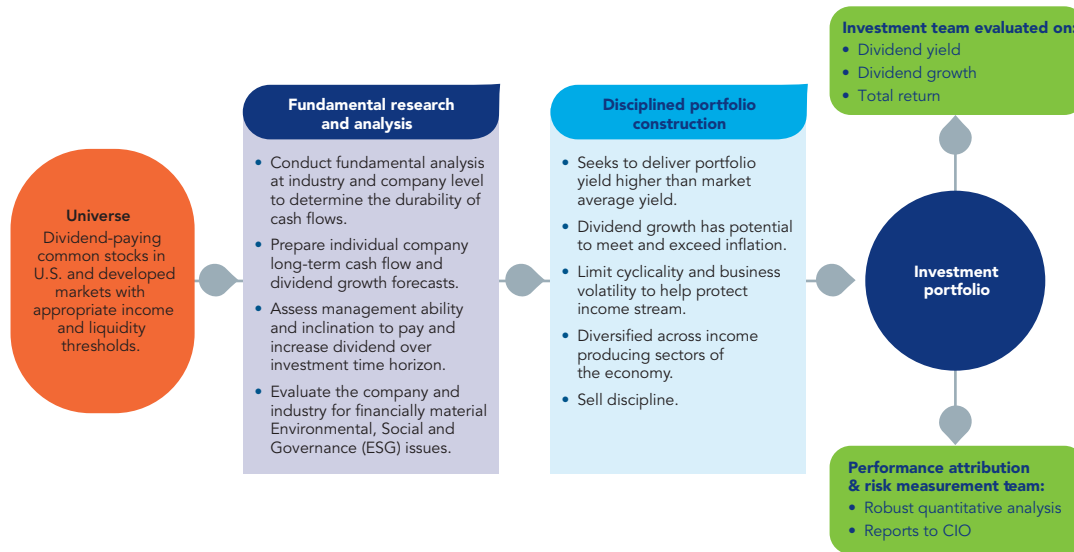 Universe
Dividend-paying
common stocks in
U.S. and developed
markets with
appropriate income
and liquidity
thresholds.
Fundamental research
and analysis
• Conduct fundamental analysis
at industry and company level
to determine the durability of
cash flows.
• Prepare individual company
long-term cash flow and
dividend growth forecasts.
• Assess management ability
and inclination to pay and
increase dividend over
investment time horizon.
• Evaluate the company and
industry for financially material
Environmental, Social and
Governance (ESG) issues.
Disciplined portfolio
construction
• Seeks to deliver portfolio
yield higher than market
average yield.
• Dividend growth has potential
to meet and exceed inflation.
• Limit cyclicality and business
volatility to help protect
income stream.
• Diversified across income
producing sectors of
the economy.
• Sell discipline.
Investment team evaluated on:
• Dividend yield
• Dividend growth
• Total return
Investment
portfolio
Performance attribution
& risk measurement team:
• Robust quantitative analysis
• Reports to CIO